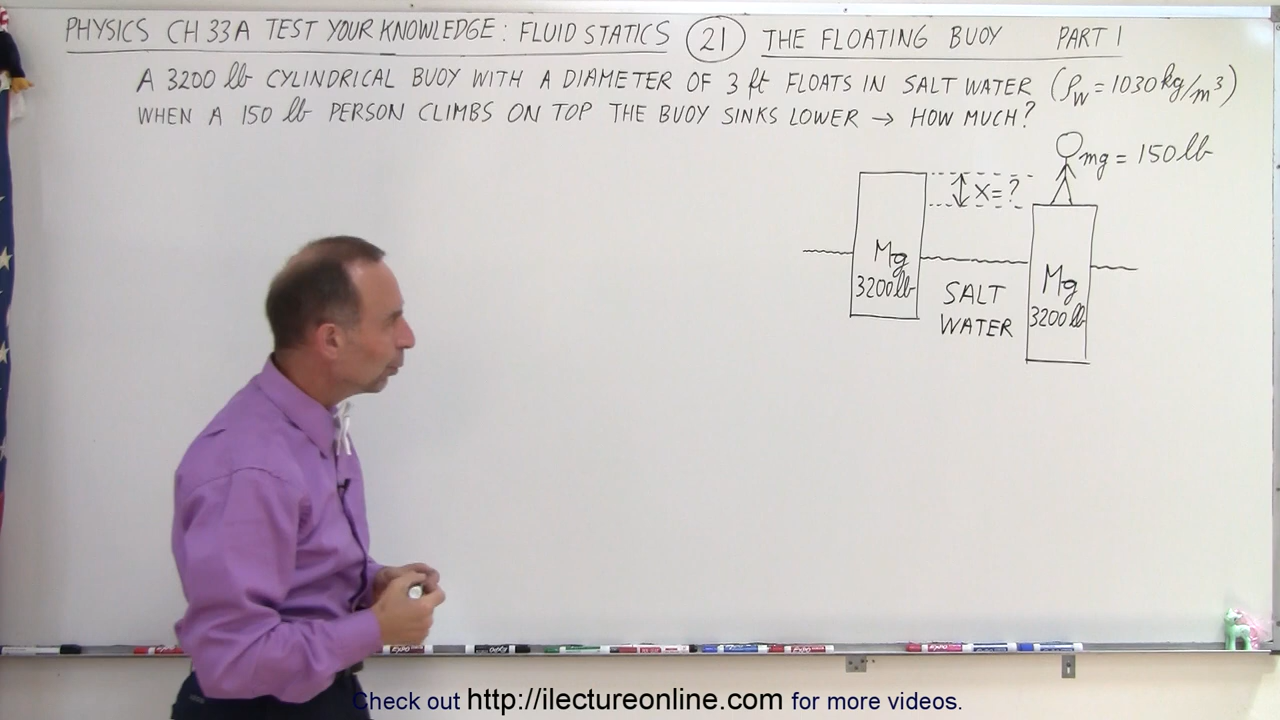 PHYSICS CH 33A TEST YOUR KNOWLEDGE: FLUID STATICS (21) THE FLOATING BUOY PART 1
A 3200 lb CYLINDRICAL BUOY WITH A DIAMETER OF 3 ft FLOATS IN SALT WATER (ρw = 1030 kg/m³)
WHEN A 150 lb PERSON CLIMBS ON TOP THE BUOY SINKS LOWER → HOW MUCH?
mg = 150 lb
x = ?
Mg
3200 lb
SALT
WATER
Mg
3200 lb
Check out http://ilectureonline.com for more videos.